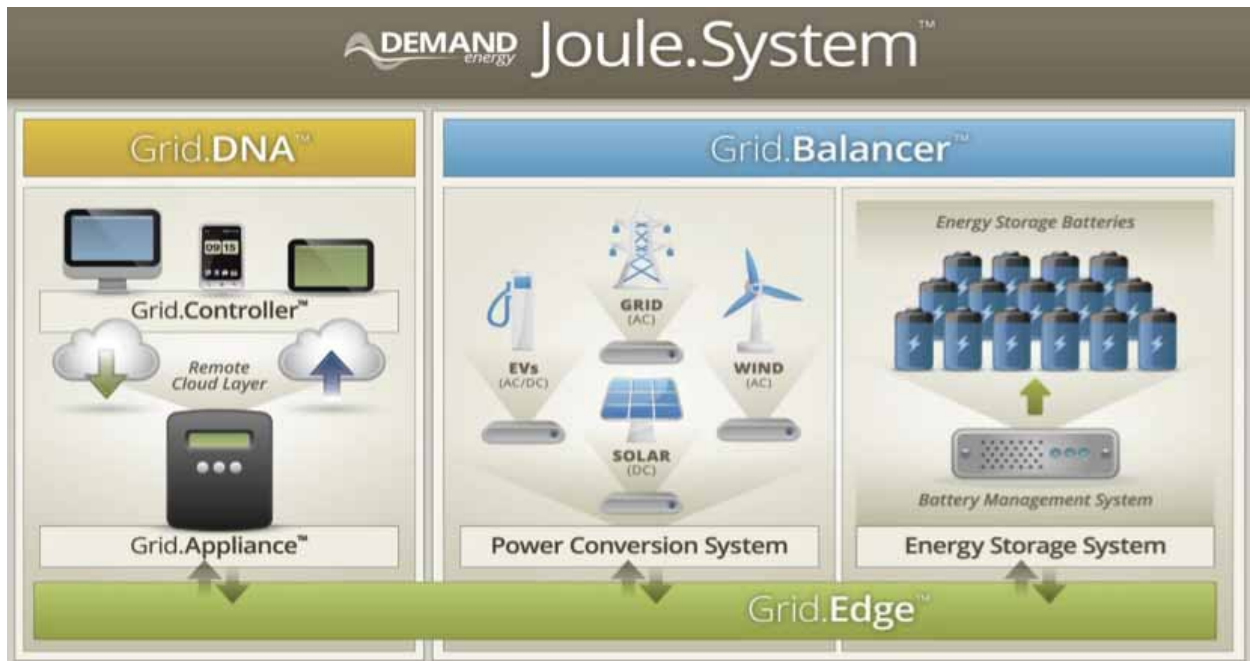 DEMAND energy Joule.System™
Grid.DNA™
Grid.Controller™
Remote
Cloud Layer
Grid.Appliance™
Grid.Balancer™
GRID
(AC)
EVs
(AC/DC)
WIND
(AC)
SOLAR
(DC)
Power Conversion System
Energy Storage Batteries
Battery Management System
Energy Storage System
Grid.Edge™
09 15